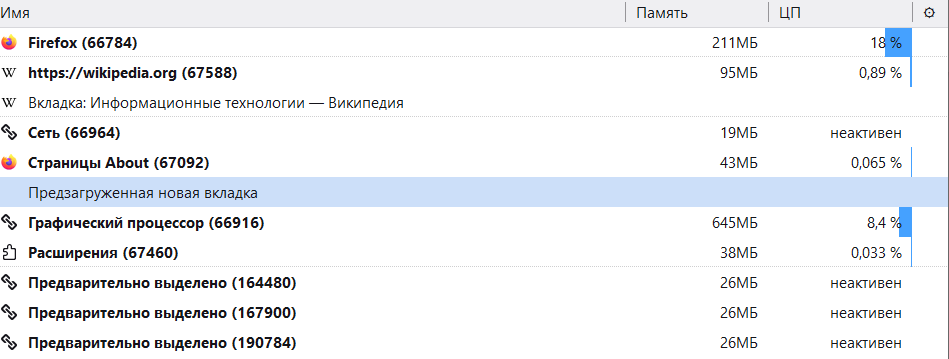 Имя Память ЦП
Firefox (66784) 211МБ 18 %
https://wikipedia.org (67588) 95МБ 0,89 %
Вкладка: Информационные технологии — Википедия
Сеть (66964) 19МБ неактивен
Страницы About (67092) 43МБ 0,065 %
Предзагруженная новая вкладка
Графический процессор (66916) 645МБ 8,4 %
Расширения (67460) 38МБ 0,033 %
Предварительно выделено (164480) 26МБ неактивен
Предварительно выделено (167900) 26МБ неактивен
Предварительно выделено (190784) 26МБ неактивен